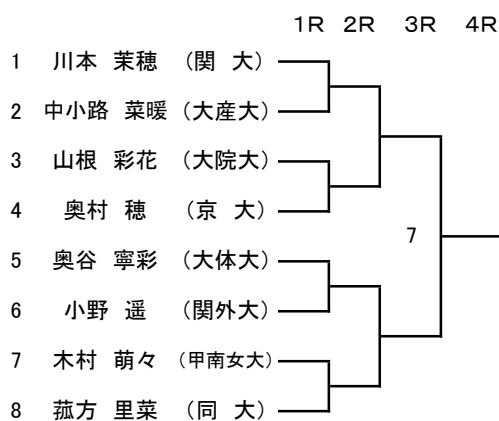 1R 2R 3R 4R
1 川本 茉穂 (関 大)
2 中小路 菜暖 (大産大)
3 山根 彩花 (大院大)
4 奥村 穂 (京 大)
7
5 奥谷 寧彩 (大体大)
6 小野 遥 (関外大)
7 木村 萌々 (甲南女大)
8 菰方 里菜 (同 大)